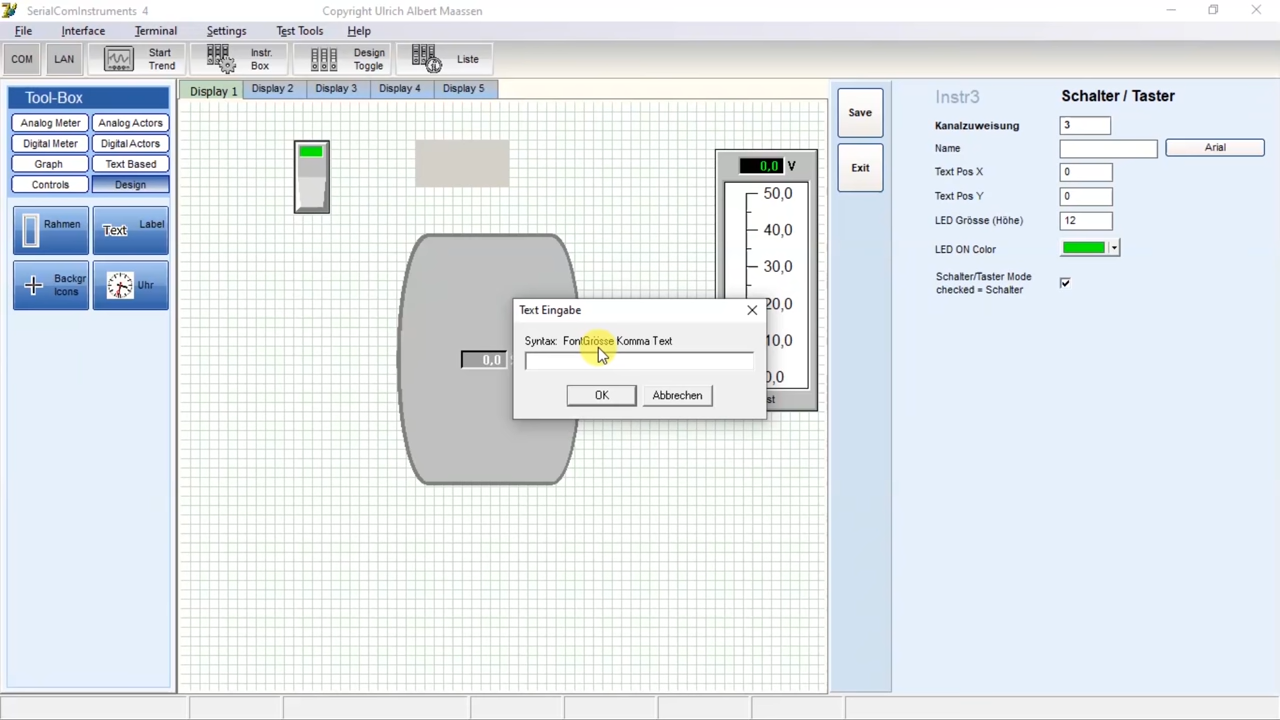 SerialComInstruments 4
Copyright Ulrich Albert Maassen
File Interface Terminal Settings Test Tools Help
COM LAN Start Trend Instr. Box Design Toggle Liste
Tool-Box
Analog Meter Analog Actors
Digital Meter Digital Actors
Graph Text Based
Controls Design
Rahmen Text Label
Backgr Icons Uhr
Display 1 Display 2 Display 3 Display 4 Display 5
0,0 V
50,0
40,0
30,0
20,0
10,0
0,0
st
0,0
Text Eingabe
Syntax: FontGrösse Komma Text
OK Abbrechen
Save
Exit
Instr3 Schalter / Taster
Kanalzuweisung 3
Name Arial
Text Pos X 0
Text Pos Y 0
LED Grösse (Höhe) 12
LED ON Color
Schalter/Taster Mode
checked = Schalter